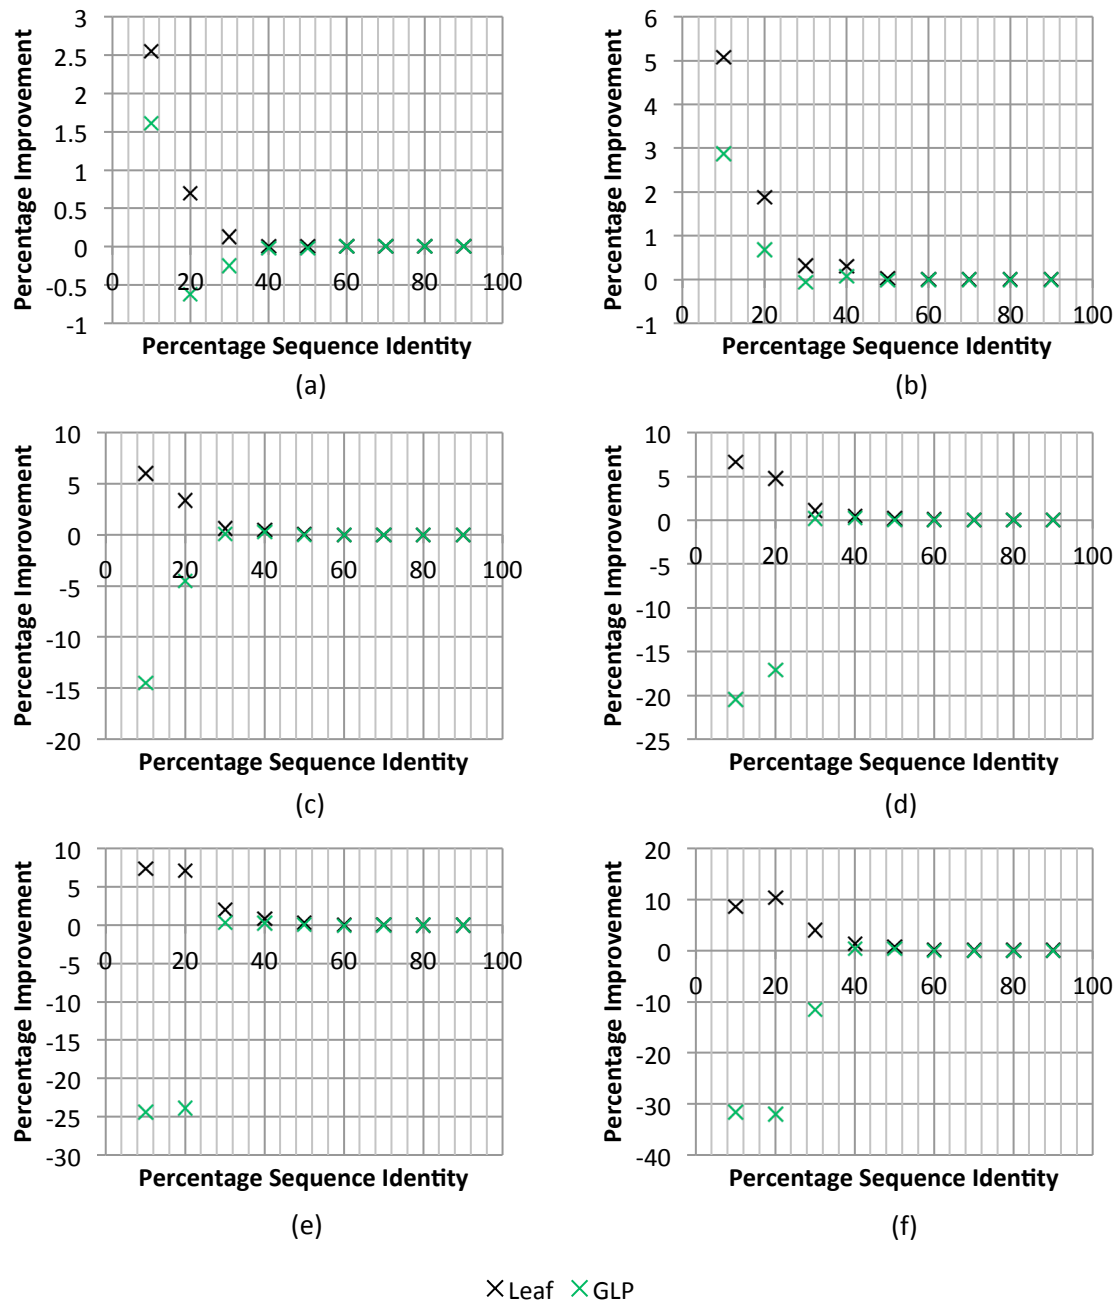 3
2.5
2
1.5
1
0.5
0
-0.5
-1
0 20 40 60 80 100
Percentage Improvement
Percentage Sequence Identity
(a)
6
5
4
3
2
1
0
-1
0 20 40 60 80 100
Percentage Improvement
Percentage Sequence Identity
(b)
10
5
0
-5
-10
-15
-20
0 20 40 60 80 100
Percentage Improvement
Percentage Sequence Identity
(c)
10
5
0
-5
-10
-15
-20
-25
0 20 40 60 80 100
Percentage Improvement
Percentage Sequence Identity
(d)
10
5
0
-5
-10
-15
-20
-25
-30
0 20 40 60 80 100
Percentage Improvement
Percentage Sequence Identity
(e)
20
10
0
-10
-20
-30
-40
0 20 40 60 80 100
Percentage Improvement
Percentage Sequence Identity
(f)
Leaf GLP